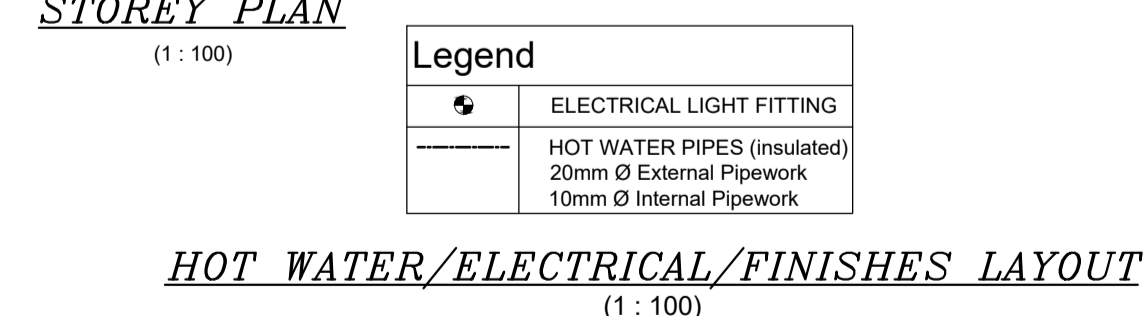 STOREY PLAN
(1 : 100)
Legend
ELECTRICAL LIGHT FITTING
HOT WATER PIPES (insulated)
20mm Ø External Pipework
10mm Ø Internal Pipework
HOT WATER/ELECTRICAL/FINISHES LAYOUT
(1 : 100)